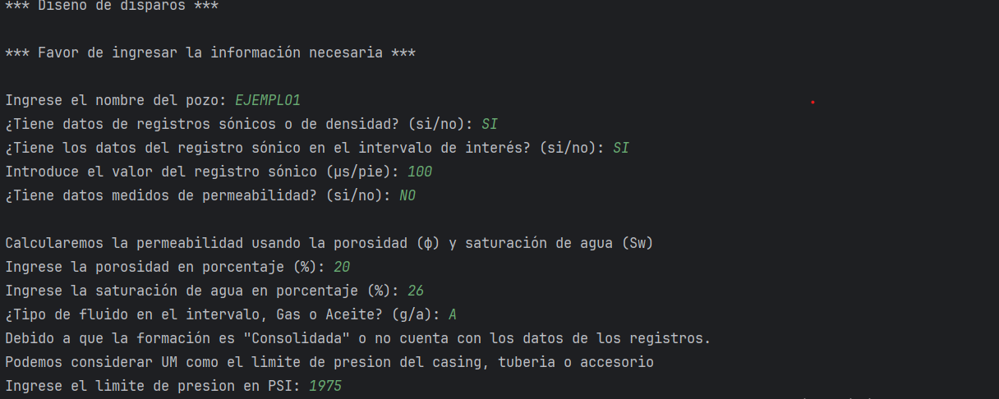 *** Diseno de disparos ***
*** Favor de ingresar la información necesaria ***
Ingrese el nombre del pozo: EJEMPLO1
¿Tiene datos de registros sónicos o de densidad? (si/no): SI
¿Tiene los datos del registro sónico en el intervalo de interés? (si/no): SI
Introduce el valor del registro sónico (µs/pie): 100
¿Tiene datos medidos de permeabilidad? (si/no): NO
Calcularemos la permeabilidad usando la porosidad (ϕ) y saturación de agua (Sw)
Ingrese la porosidad en porcentaje (%): 20
Ingrese la saturación de agua en porcentaje (%): 26
¿Tipo de fluido en el intervalo, Gas o Aceite? (g/a): A
Debido a que la formación es "Consolidada" o no cuenta con los datos de los registros.
Podemos considerar UM como el limite de presion del casing, tuberia o accesorio
Ingrese el limite de presion en PSI: 1975